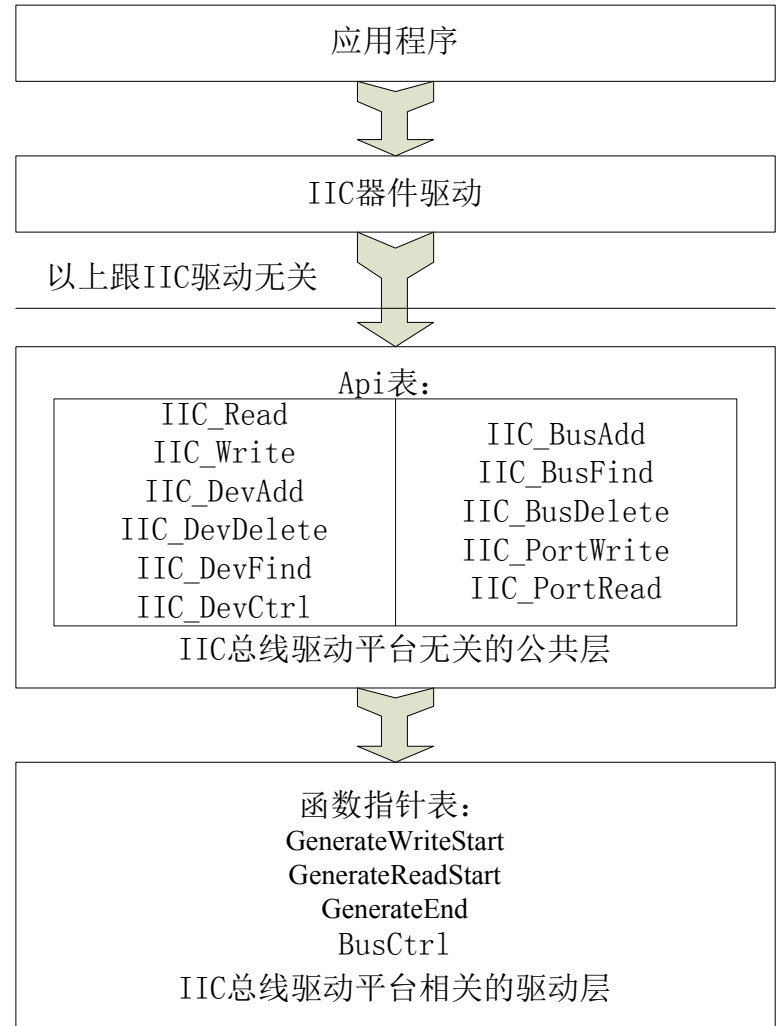 应用程序
IIC器件驱动
以上跟IIC驱动无关
Api表：
IIC_Read
IIC_Write
IIC_DevAdd
IIC_DevDelete
IIC_DevFind
IIC_DevCtrl
IIC_BusAdd
IIC_BusFind
IIC_BusDelete
IIC_PortWrite
IIC_PortRead
IIC总线驱动平台无关的公共层
函数指针表：
GenerateWriteStart
GenerateReadStart
GenerateEnd
BusCtrl
IIC总线驱动平台相关的驱动层